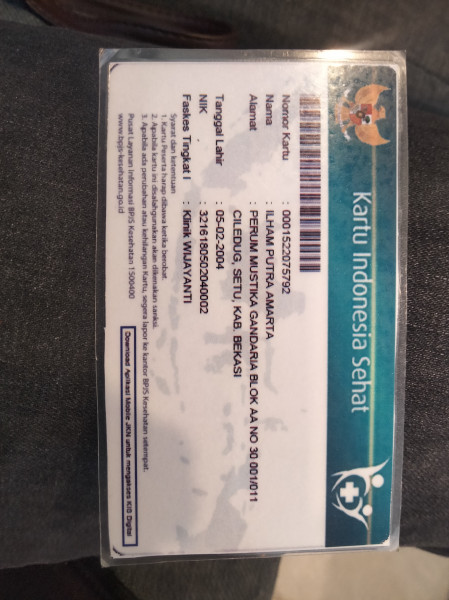 Kartu Indonesia Sehat
Nomor Kartu : 0001522075792
Nama : ILHAM PUTRA AMARTA
Alamat : PERUM MUSTIKA GANDARIA BLOK AA NO 30 001/011
CILEDUG, SETU, KAB. BEKASI
Tanggal Lahir : 05-02-2004
NIK : 3216180502040002
Faskes Tingkat I : Klinik WIJAYANTI
Syarat dan ketentuan
1. Kartu Peserta harap dibawa ketika berobat.
2. Apabila kartu ini disalahgunakan akan dikenakan sanksi.
3. Apabila ada perubahan atau kehilangan Kartu, segera lapor ke kantor BPJS Kesehatan setempat.
Pusat Layanan Informasi BPJS Kesehatan 1500400
www.bpjs-kesehatan.go.id
Download Aplikasi Mobile JKN untuk mengakses KIS Digital